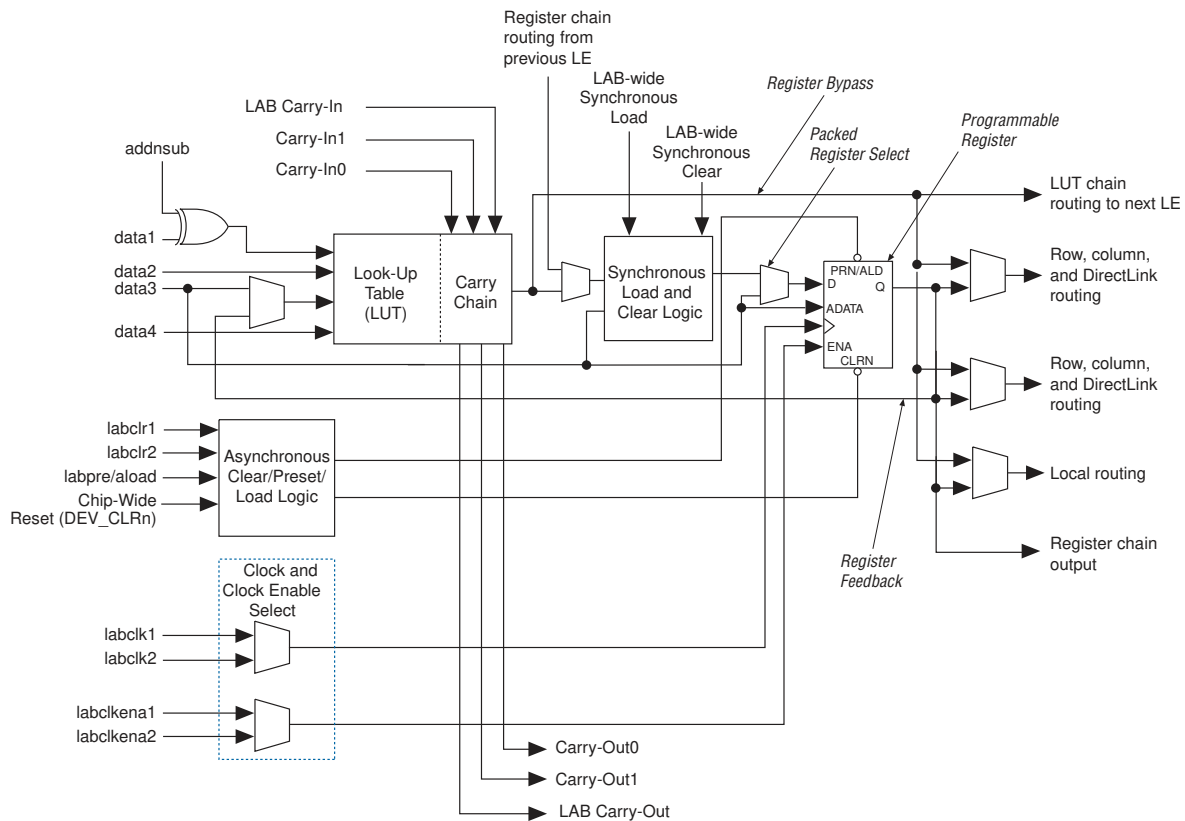 Register chain
routing from
previous LE
LAB-wide
Synchronous
Load
Register Bypass
LAB Carry-In
LAB-wide
Synchronous
Clear
Packed
Register Select
Programmable
Register
Carry-In1
addnsub
Carry-In0
LUT chain
routing to next LE
data1
data2
data3
data4
Look-Up
Table
(LUT)
Carry
Chain
Synchronous
Load and
Clear Logic
PRN/ALD
D
Q
ADATA
ENA
CLRN
Row, column,
and DirectLink
routing
Row, column,
and DirectLink
routing
labclr1
labclr2
labpre/aload
Chip-Wide
Reset (DEV_CLRn)
Asynchronous
Clear/Preset/
Load Logic
Local routing
Register chain
output
Register
Feedback
Clock and
Clock Enable
Select
labclk1
labclk2
labclkena1
labclkena2
Carry-Out0
Carry-Out1
LAB Carry-Out